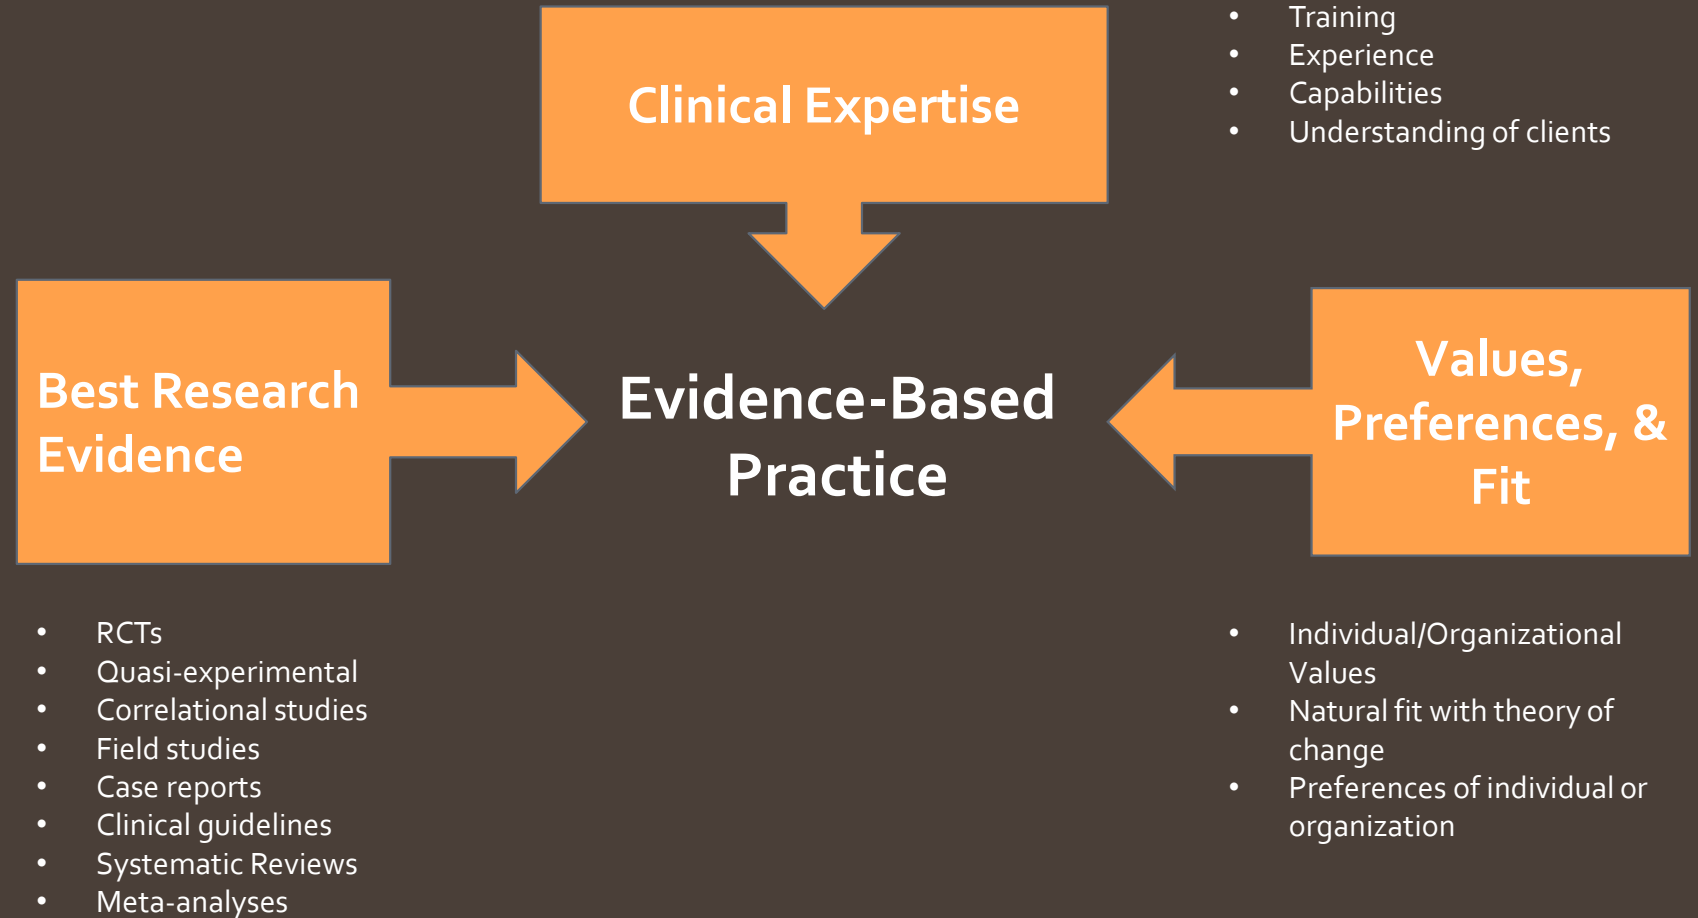 Clinical Expertise
• Training
• Experience
• Capabilities
• Understanding of clients
Best Research
Evidence
Evidence-Based
Practice
Values,
Preferences, &
Fit
• RCTs
• Quasi-experimental
• Correlational studies
• Field studies
• Case reports
• Clinical guidelines
• Systematic Reviews
• Meta-analyses
• Individual/Organizational
Values
• Natural fit with theory of
change
• Preferences of individual or
organization